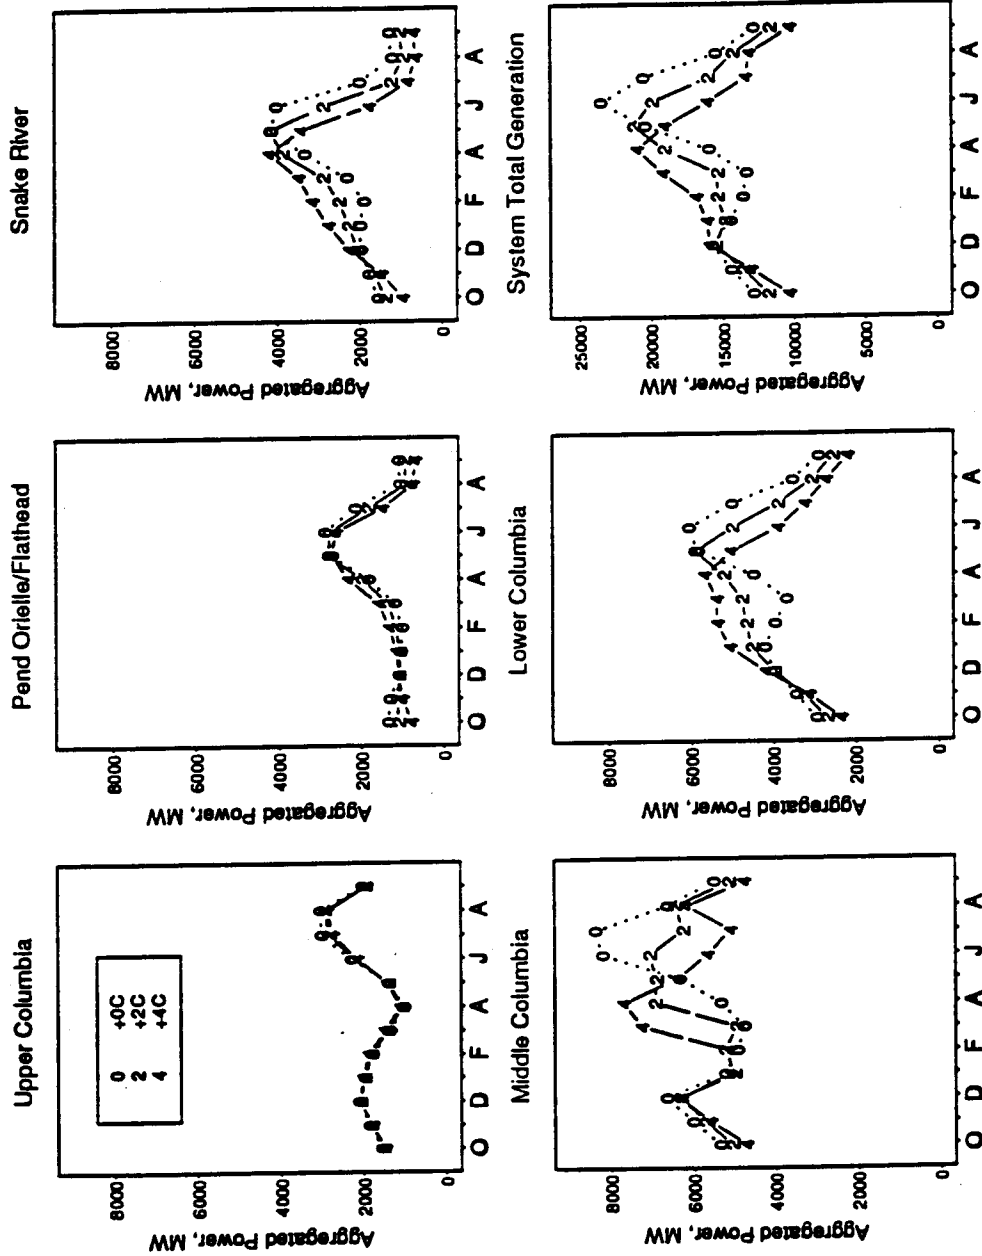 Upper Columbia
Aggregated Power, MW
8000
6000
4000
2000
0
0 +0C
2 +2C
4 +4C
O D F A J A
Pend Orielle/Flathead
Aggregated Power, MW
8000
6000
4000
2000
0
O D F A J A
Snake River
Aggregated Power, MW
8000
6000
4000
2000
0
O D F A J A
Middle Columbia
Aggregated Power, MW
8000
6000
4000
2000
0
O D F A J A
Lower Columbia
Aggregated Power, MW
8000
6000
4000
2000
0
O D F A J A
System Total Generation
Aggregated Power, MW
25000
20000
15000
10000
5000
0
O D F A J A